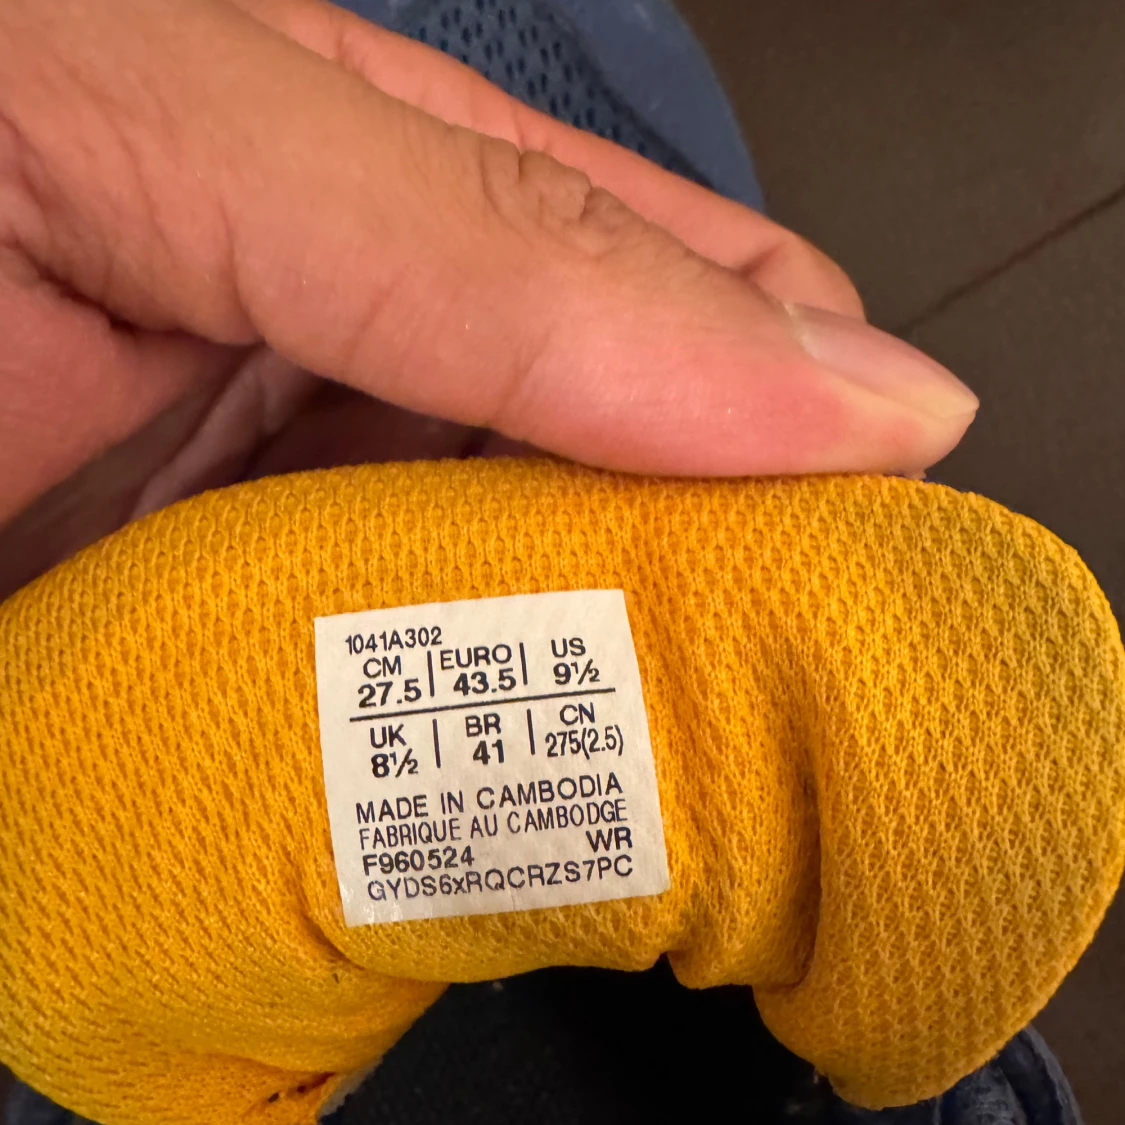 1041A302
CM | EURO | US
27.5 | 43.5 | 9½
UK | BR | CN
8½ | 41 | 275(2.5)
MADE IN CAMBODIA
FABRIQUE AU CAMBODGE
F960524 WR
GYDS6xRQCRZS7PC